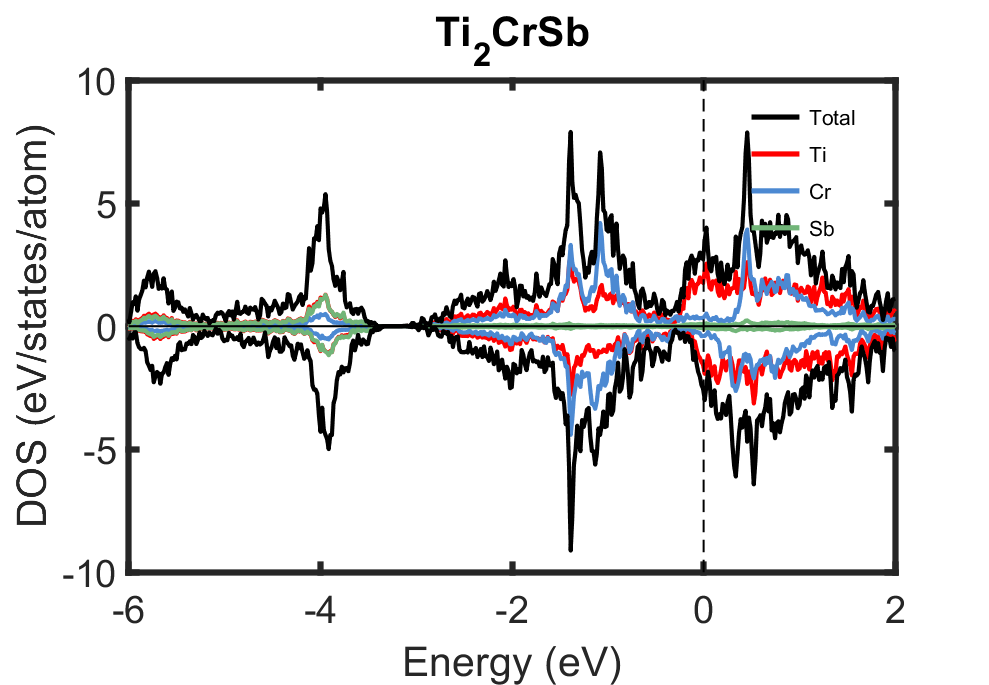 Ti₂CrSb
10
5
0
-5
-10
DOS (eV/states/atom)
Total
Ti
Cr
Sb
-6 -4 -2 0 2
Energy (eV)